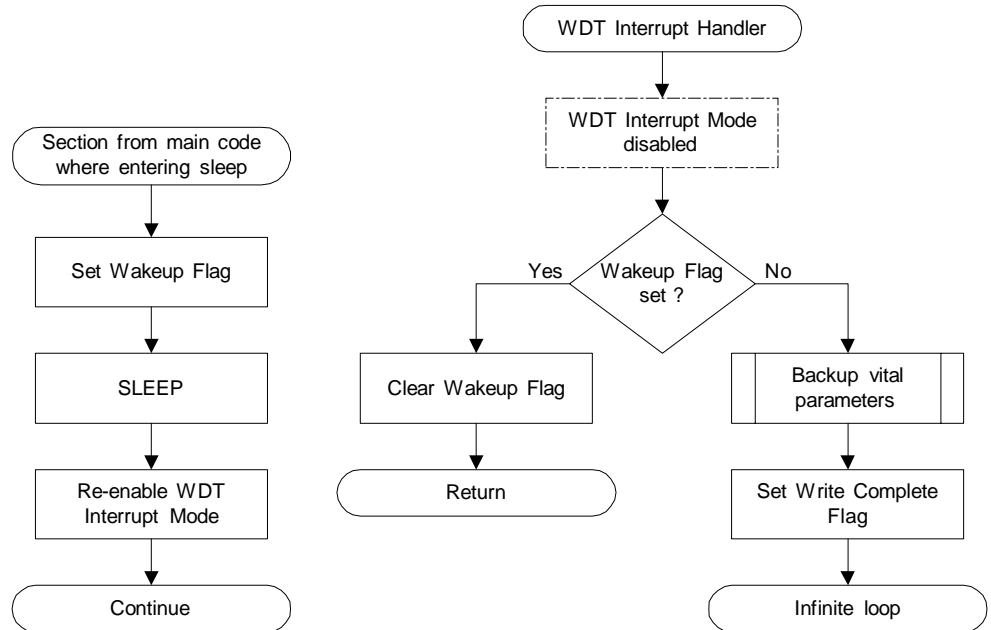 Section from main code
where entering sleep
Set Wakeup Flag
SLEEP
Re-enable WDT
Interrupt Mode
Continue
WDT Interrupt Handler
WDT Interrupt Mode
disabled
Wakeup Flag
set ?
Yes
No
Clear Wakeup Flag
Return
Backup vital
parameters
Set Write Complete
Flag
Infinite loop